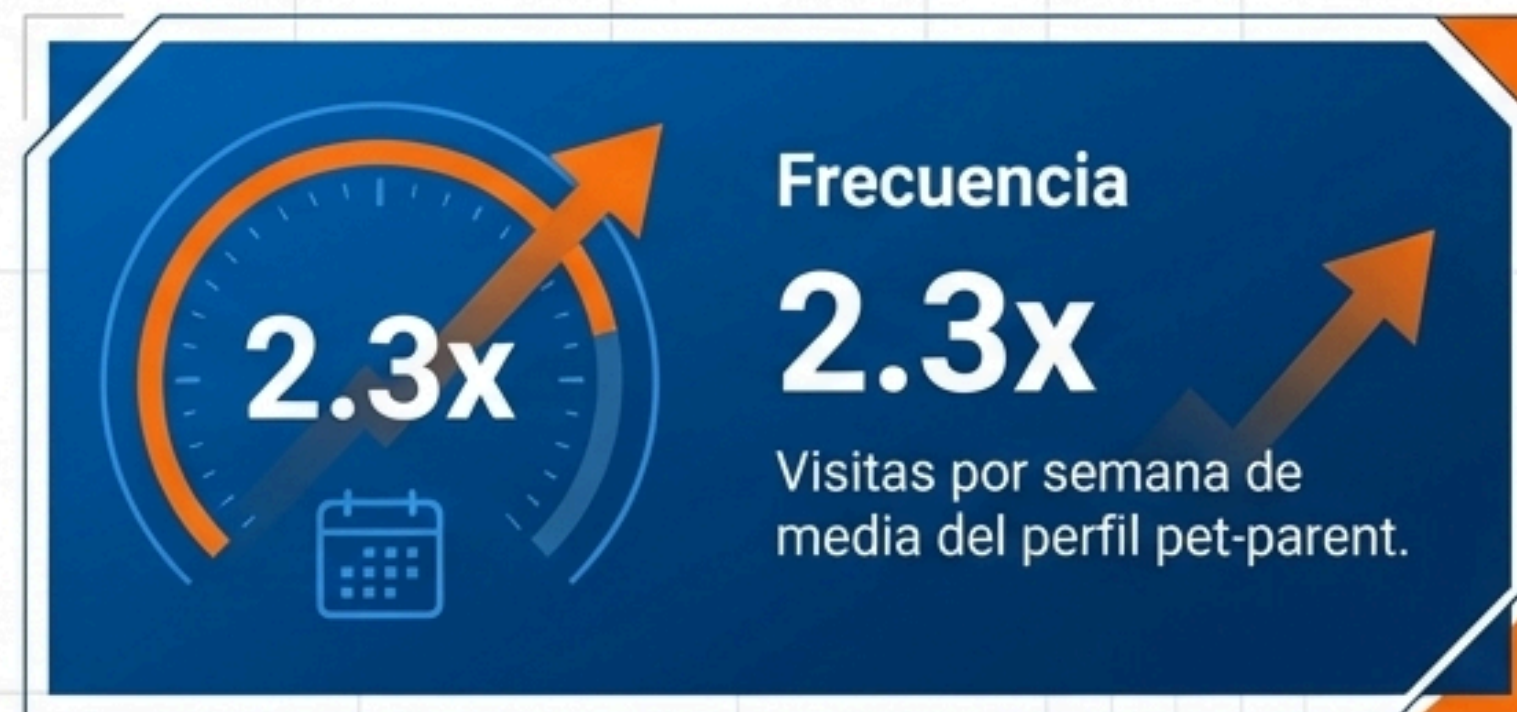 2.3x
Frecuencia
2.3x
Visitas por semana de
media del perfil pet-parent.